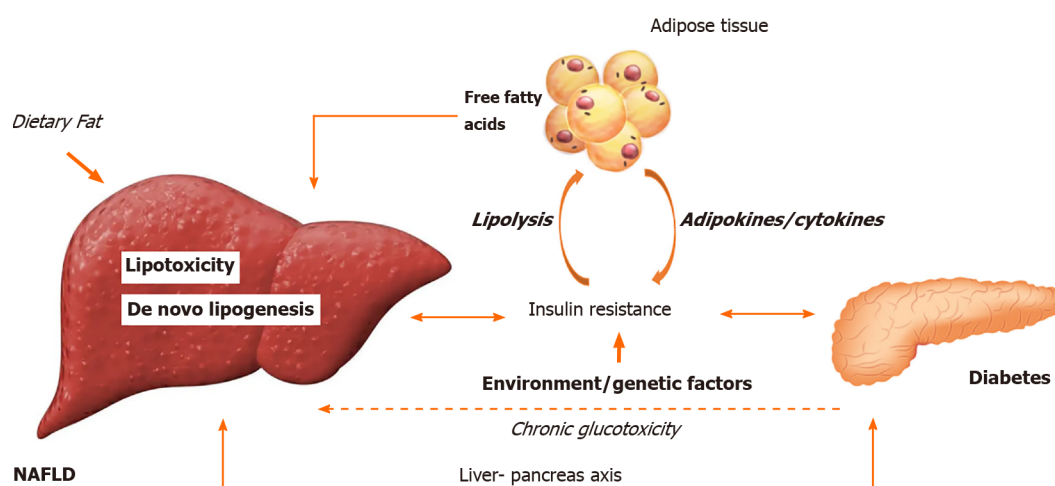 Adipose tissue
Free fatty
acids
Dietary Fat
Lipolysis
Adipokines/cytokines
Lipotoxicity
De novo lipogenesis
Insulin resistance
Environment/genetic factors
Diabetes
Chronic glucotoxicity
NAFLD
Liver- pancreas axis